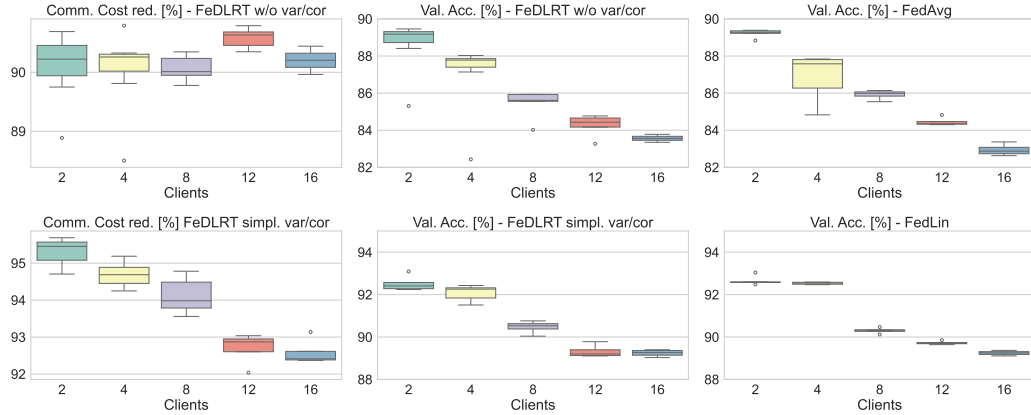 Comm. Cost red. [%] - FeDLRT w/o var/cor
90
89
2 4 8 12 16
Clients
Val. Acc. [%] - FeDLRT w/o var/cor
90
88
86
84
82
2 4 8 12 16
Clients
Val. Acc. [%] - FedAvg
90
88
86
84
82
2 4 8 12 16
Clients
Comm. Cost red. [%] FeDLRT simpl. var/cor
95
94
93
92
2 4 8 12 16
Clients
Val. Acc. [%] - FeDLRT simpl. var/cor
94
92
90
88
2 4 8 12 16
Clients
Val. Acc. [%] - FedLin
94
92
90
88
2 4 8 12 16
Clients